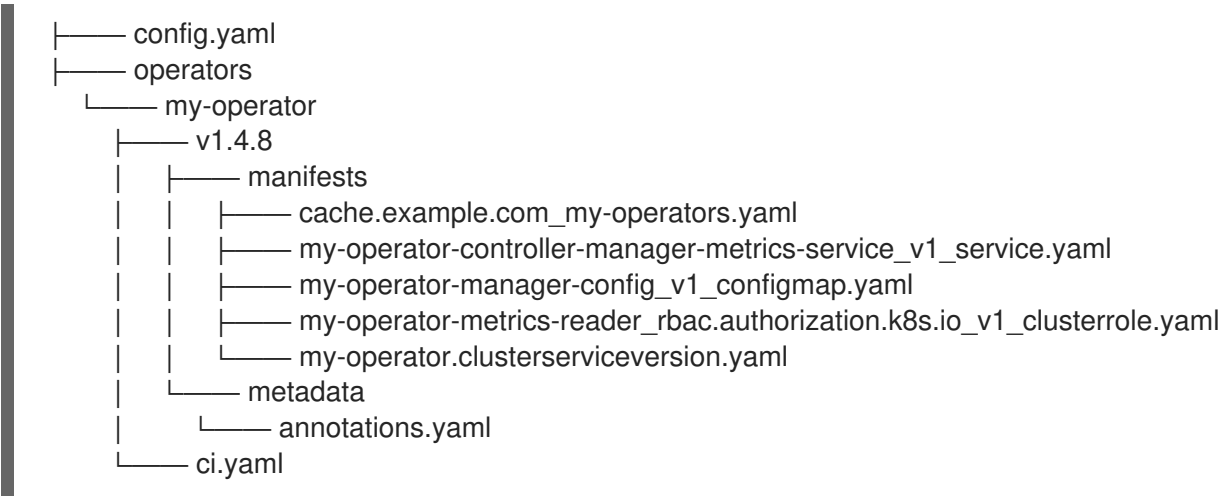 ├── config.yaml
├── operators
└── my-operator
├── v1.4.8
│ ├── manifests
│ │ ├── cache.example.com_my-operators.yaml
│ │ ├── my-operator-controller-manager-metrics-service_v1_service.yaml
│ │ ├── my-operator-manager-config_v1_configmap.yaml
│ │ ├── my-operator-metrics-reader_rbac.authorization.k8s.io_v1_clusterrole.yaml
│ │ └── my-operator.clusterserviceversion.yaml
│ └── metadata
│ └── annotations.yaml
└── ci.yaml